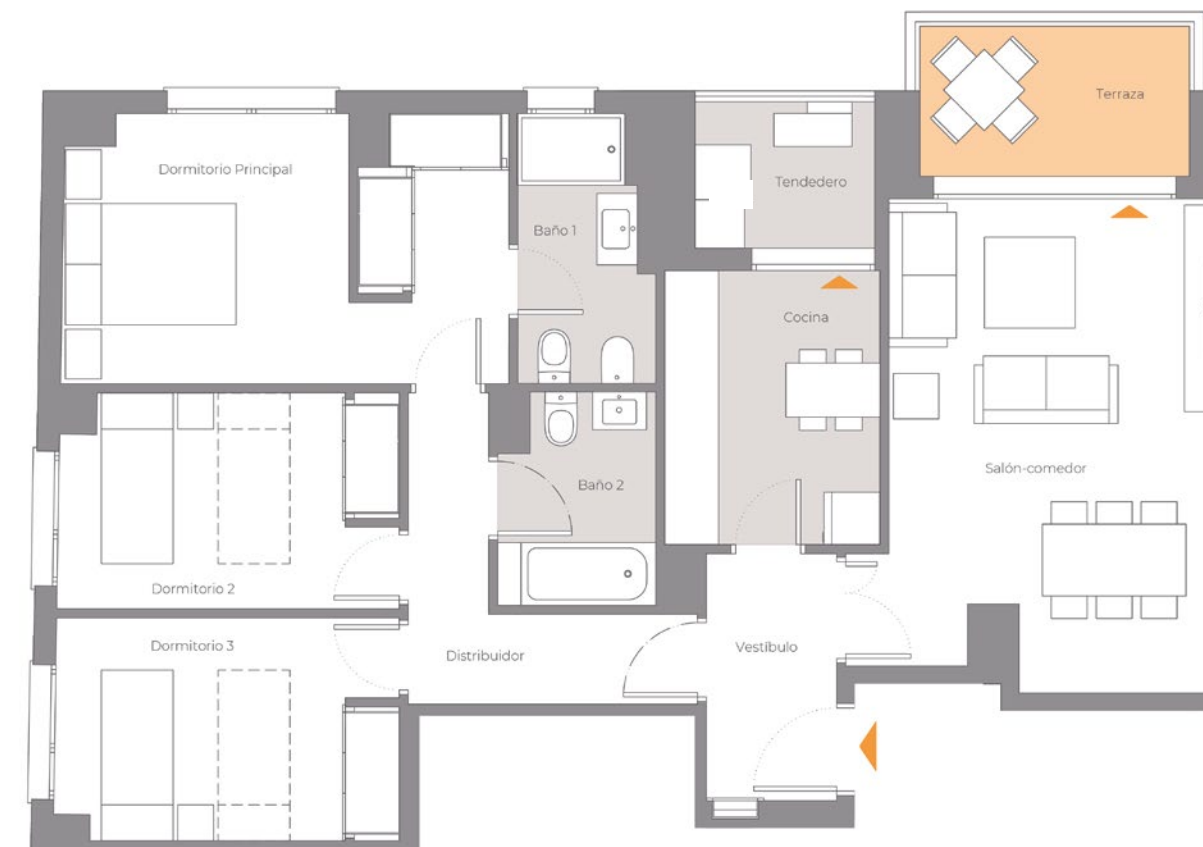 Terraza
Dormitorio Principal
Tendedero
Baño 1
Cocina
Salón-comedor
Baño 2
Dormitorio 2
Dormitorio 3
Distribuidor
Vestíbulo